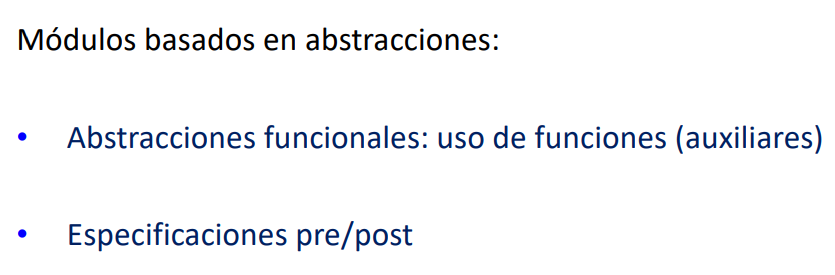 Módulos basados en abstracciones:
• Abstracciones funcionales: uso de funciones (auxiliares)
• Especificaciones pre/post